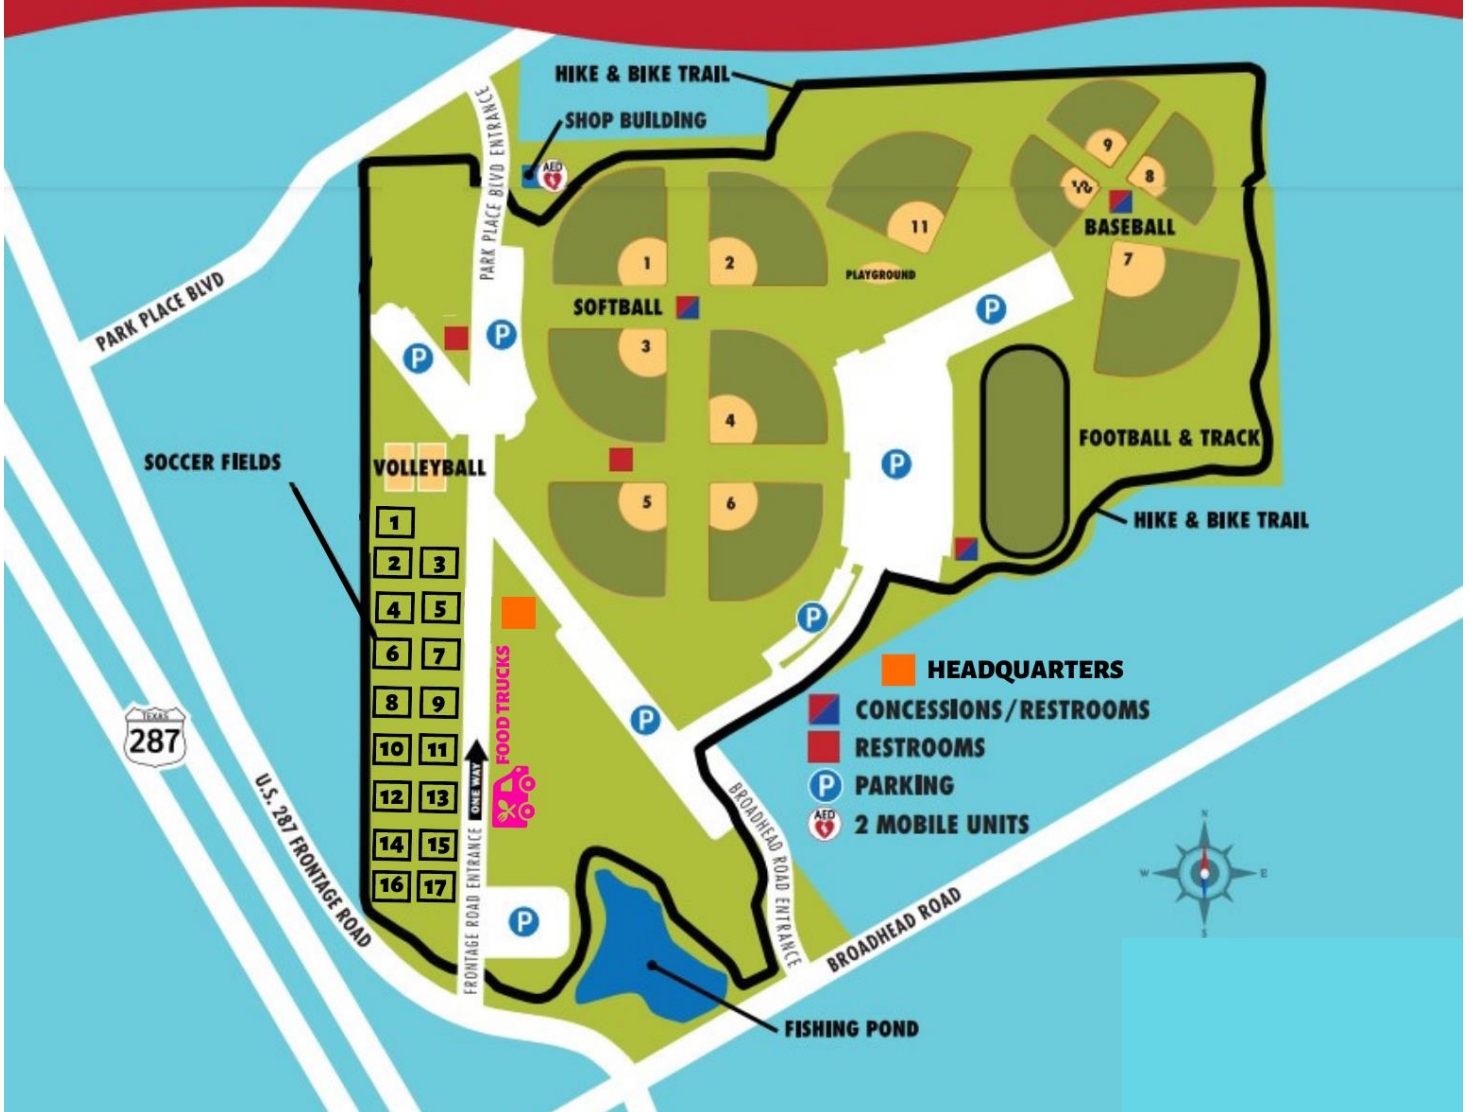 HIKE & BIKE TRAIL
SHOP BUILDING
AED
PARK PLACE BLVD ENTRANCE
PARK PLACE BLVD
9
8
10
BASEBALL
7
11
PLAYGROUND
1
2
SOFTBALL
3
4
5
6
P
P
P
P
FOOTBALL & TRACK
HIKE & BIKE TRAIL
SOCCER FIELDS
VOLLEYBALL
1
2
3
4
5
6
7
8
9
10
11
12
13
14
15
16
17
FOOD TRUCKS
ONE WAY
FRONTAGE ROAD ENTRANCE
P
P
P
TEXAS
287
U.S. 287 FRONTAGE ROAD
BROADHEAD ROAD ENTRANCE
BROADHEAD ROAD
FISHING POND
HEADQUARTERS
CONCESSIONS/RESTROOMS
RESTROOMS
P PARKING
AED 2 MOBILE UNITS
N
W
E
S